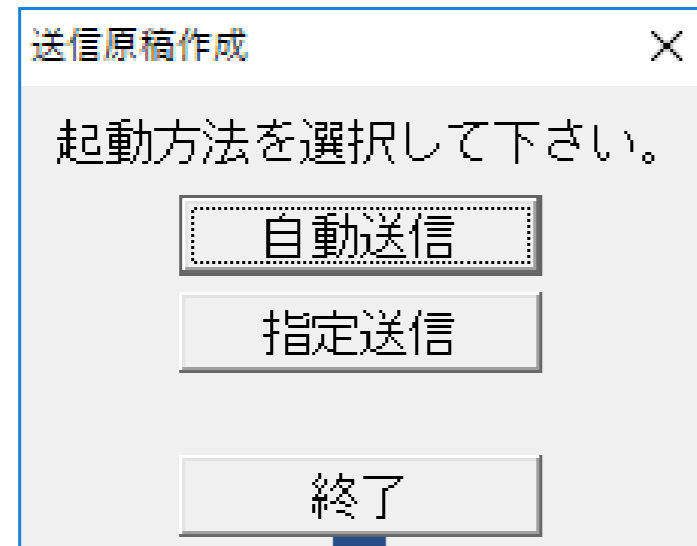 送信原稿作成
起動方法を選択して下さい。
自動送信
指定送信
終了